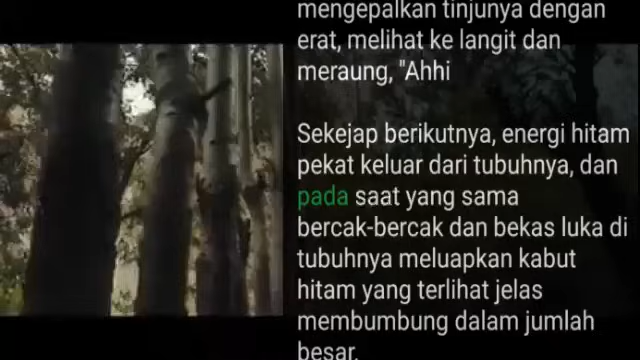 mengepalkan tinjunya dengan
erat, melihat ke langit dan
meraung, "Ahhi
Sekejap berikutnya, energi hitam
pekat keluar dari tubuhnya, dan
pada saat yang sama
bercak-bercak dan bekas luka di
tubuhnya meluapkan kabut
hitam yang terlihat jelas
membumbung dalam jumlah
besar.